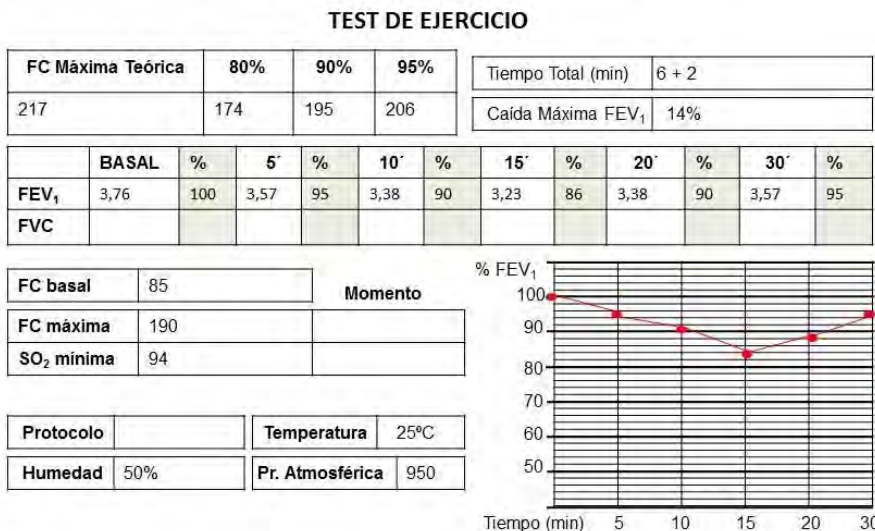 TEST DE EJERCICIO
FC Máxima Teórica 80% 90% 95%
217 174 195 206
Tiempo Total (min) 6 + 2
Caída Máxima FEV₁ 14%
BASAL % 5´ % 10´ % 15´ % 20´ % 30´ %
FEV₁ 3,76 100 3,57 95 3,38 90 3,23 86 3,38 90 3,57 95
FVC
FC basal 85
Momento
FC máxima 190
SO₂ mínima 94
Protocolo
Temperatura 25ºC
Humedad 50%
Pr. Atmosférica 950
% FEV₁
100
90
80
70
60
50
Tiempo (min) 5 10 15 20 30